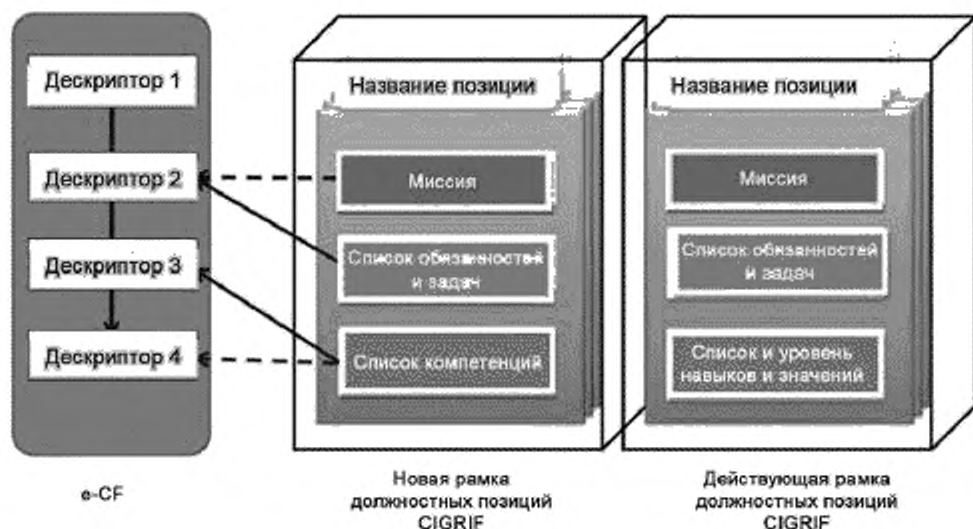 Дескриптор 1
Дескриптор 2
Дескриптор 3
Дескриптор 4
e-CF
Название позиции
Миссия
Список обязанностей
и задач
Список компетенций
Новая рамка
должностных позиций
CIGRIF
Название позиции
Миссия
Список обязанностей
и задач
Список и уровень
навыков и значений
Действующая рамка
должностных позиций
CIGRIF